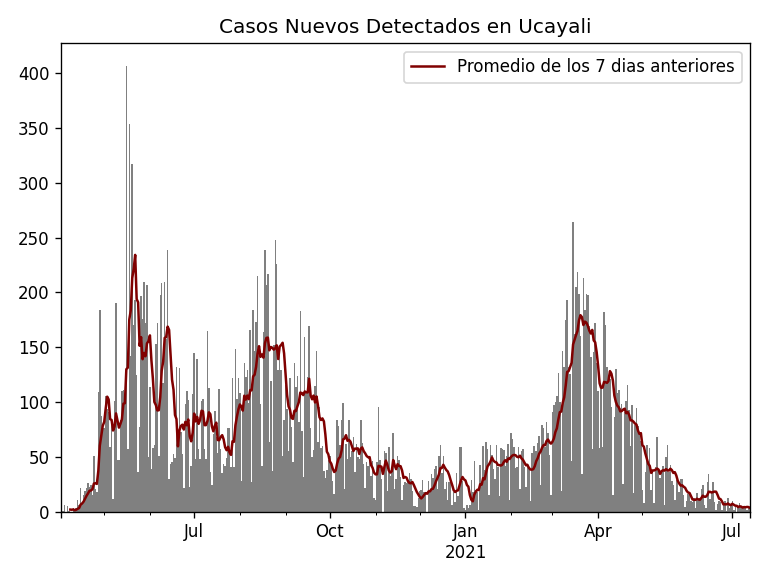 Casos Nuevos Detectados en Ucayali
Promedio de los 7 dias anteriores
400
350
300
250
200
150
100
50
0
Jul
Oct
Jan
2021
Apr
Jul